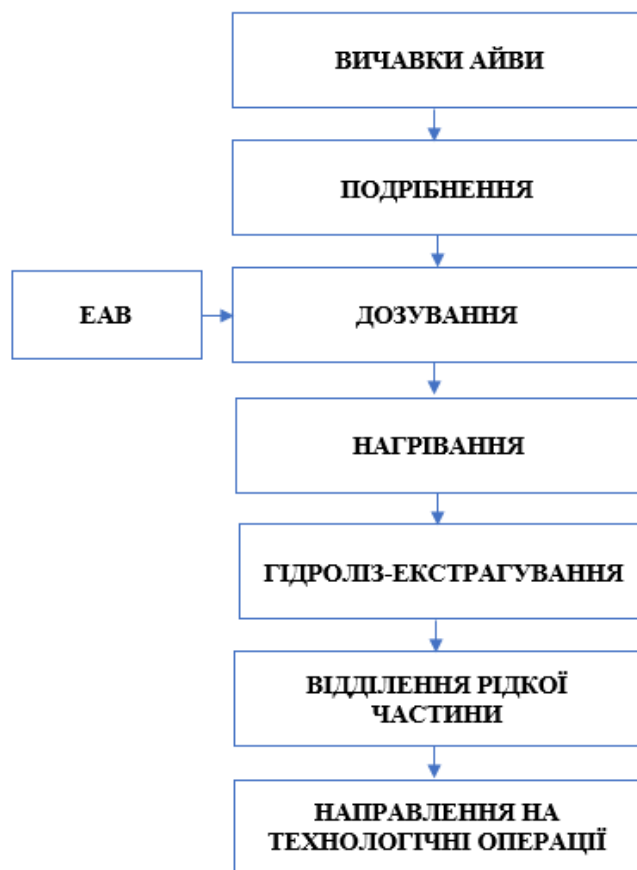 ВИЧАВКИ АЙВИ
ПОДРІБНЕННЯ
ЕАВ
ДОЗУВАННЯ
НАГРІВАННЯ
ГІДРОЛІЗ-ЕКСТРАГУВАННЯ
ВІДДІЛЕННЯ РІДКОЇ
ЧАСТИНИ
НАПРАВЛЕННЯ НА
ТЕХНОЛОГІЧНІ ОПЕРАЦІЇ